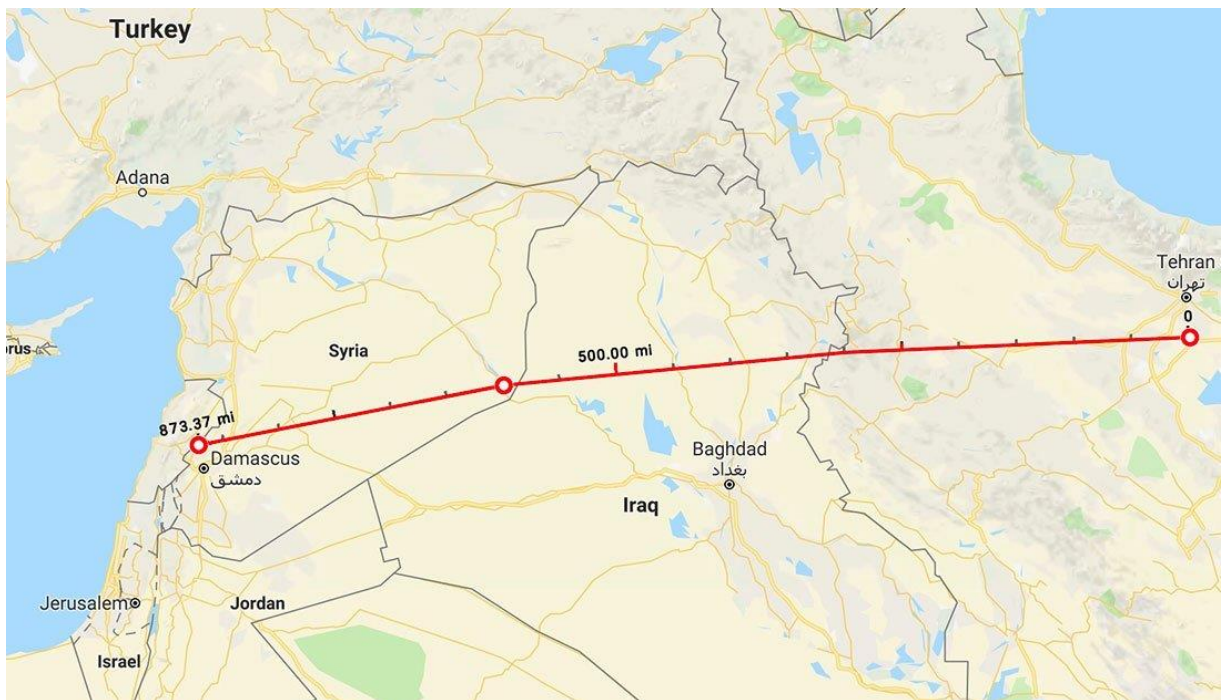 Turkey
Adana
Tehran
تهران
0
500.00 mi
Syria
873.37 mi
Damascus
دمشق
Baghdad
بغداد
Iraq
Jerusalem
Jordan
Israel